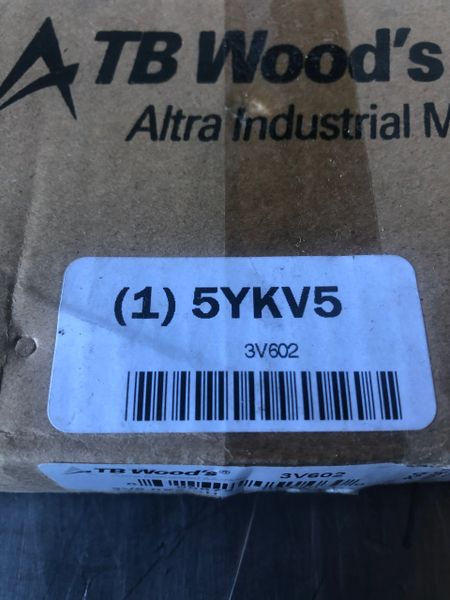 TB Wood's
Altra Industrial M
(1) 5YKV5
3V602
TB Wood's® 3V602